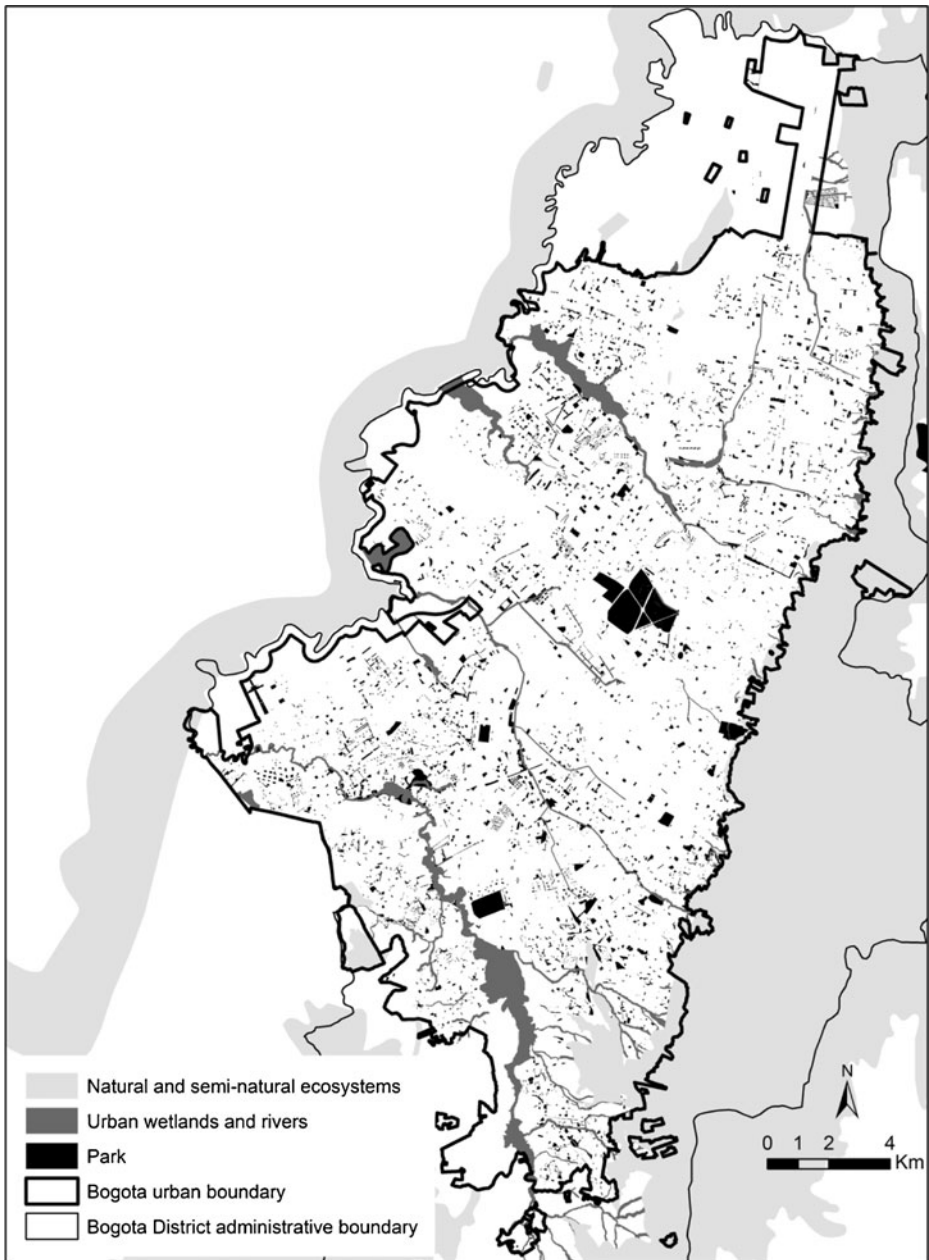 Natural and semi-natural ecosystems
Urban wetlands and rivers
Park
Bogota urban boundary
Bogota District administrative boundary
N
0 1 2 4
Km